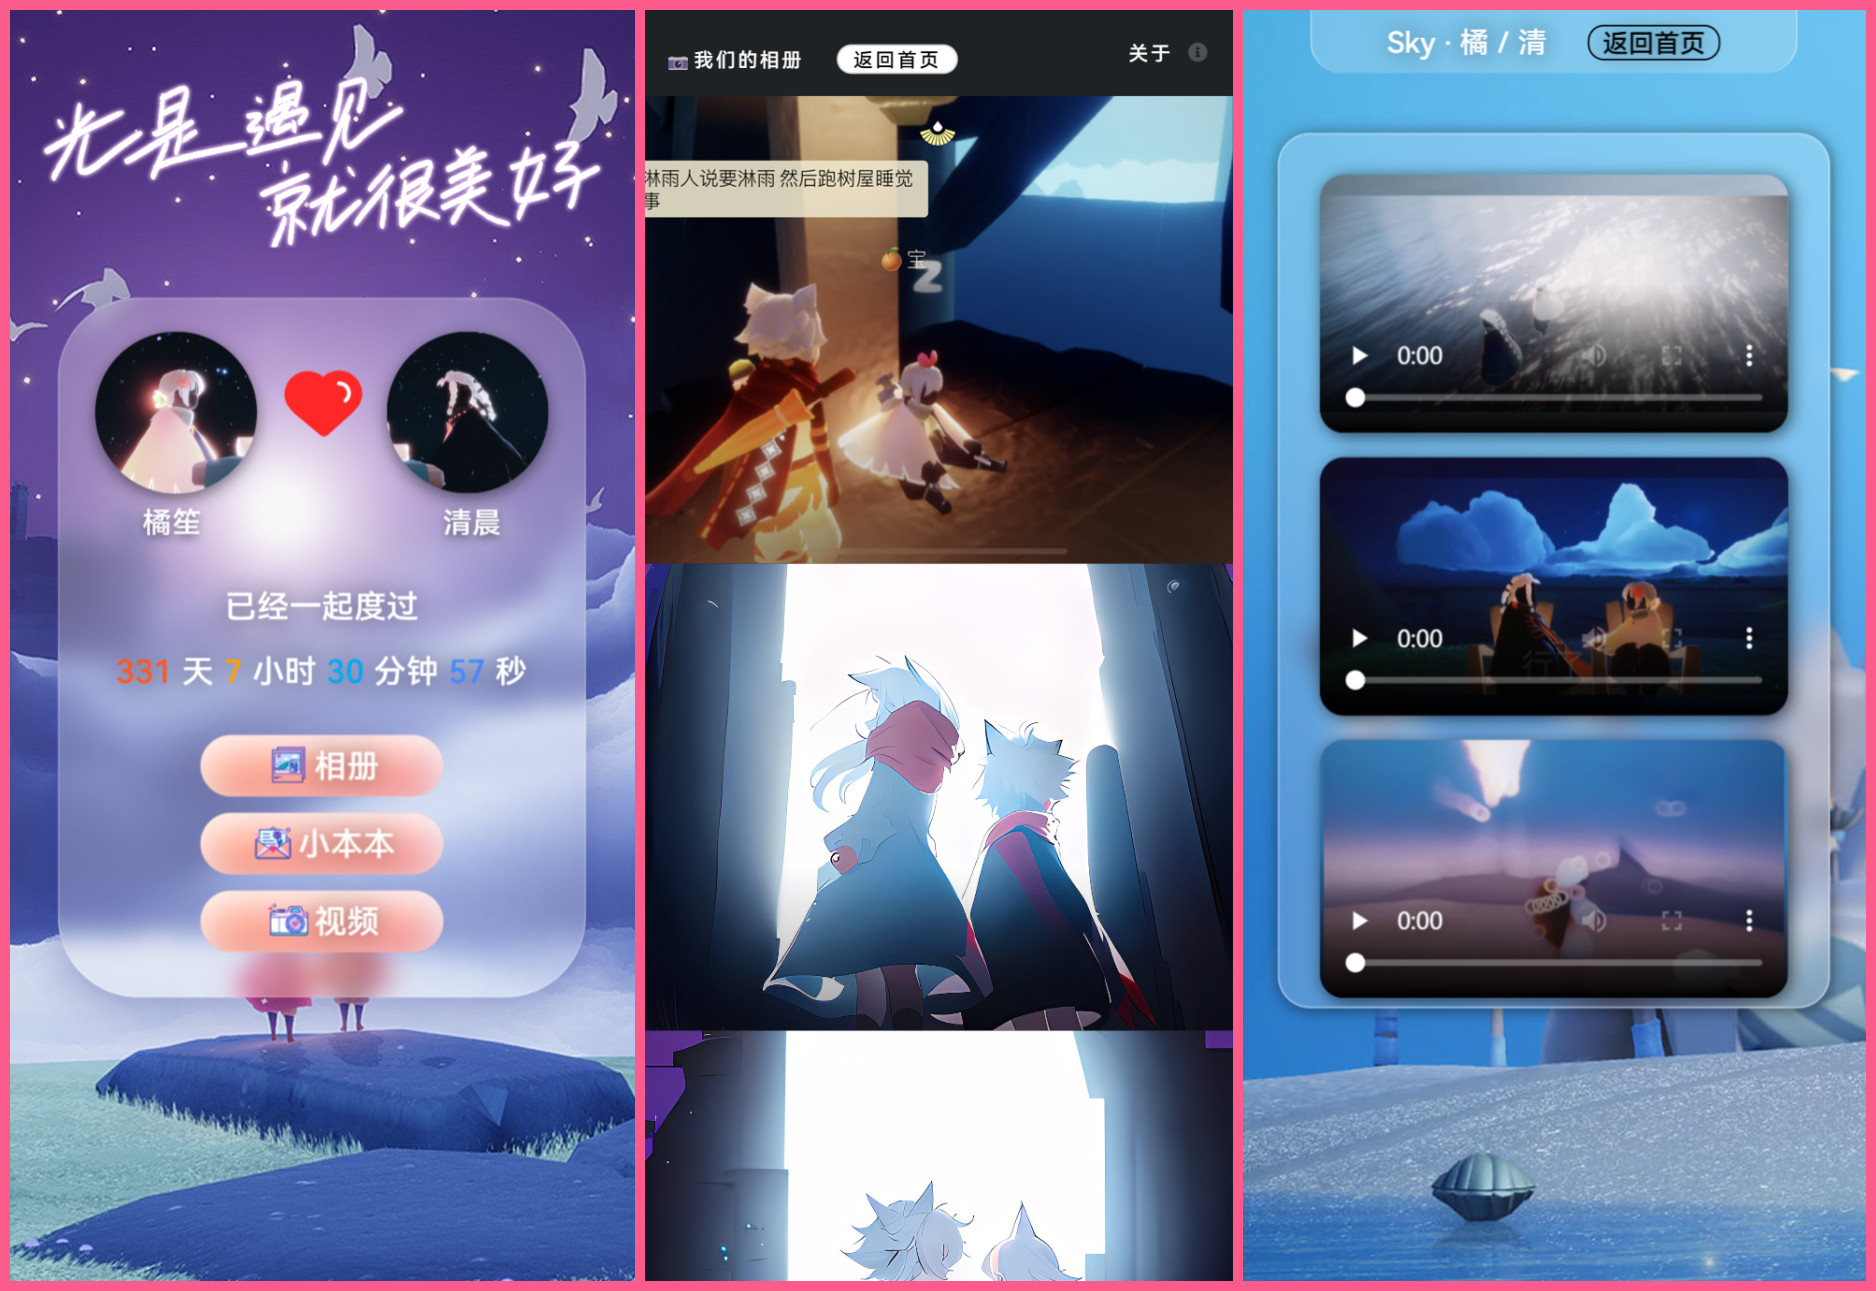 光是遇见
就很美好
橘笙
清晨
已经一起度过
331 天 7 小时 30 分钟 57 秒
相册
小本本
视频
我们的相册
返回首页
关于
淋雨人说要淋雨 然后跑树屋睡觉
事
宝
Z
Sky · 橘 / 清
返回首页
0:00
0:00
0:00